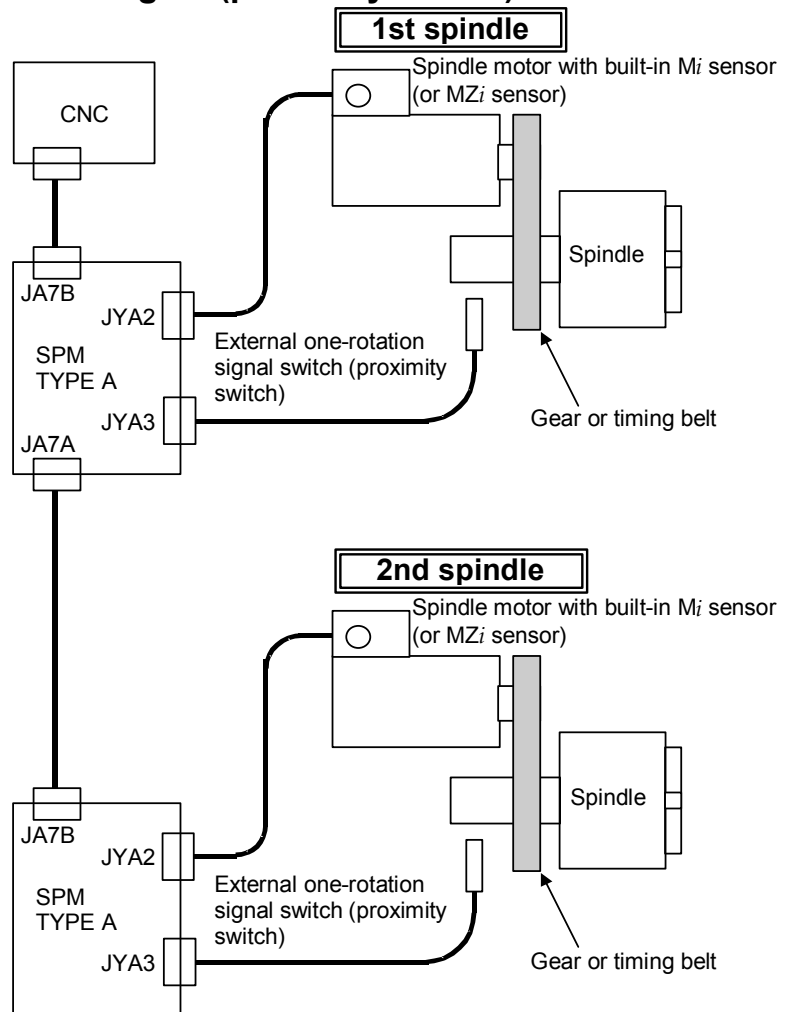 1st spindle
Spindle motor with built-in Mi sensor
(or MZi sensor)
CNC
Spindle
JA7B
JYA2
External one-rotation
signal switch (proximity
switch)
SPM
TYPE A
Gear or timing belt
JYA3
JA7A
2nd spindle
Spindle motor with built-in Mi sensor
(or MZi sensor)
Spindle
JA7B
JYA2
External one-rotation
signal switch (proximity
switch)
SPM
TYPE A
Gear or timing belt
JYA3